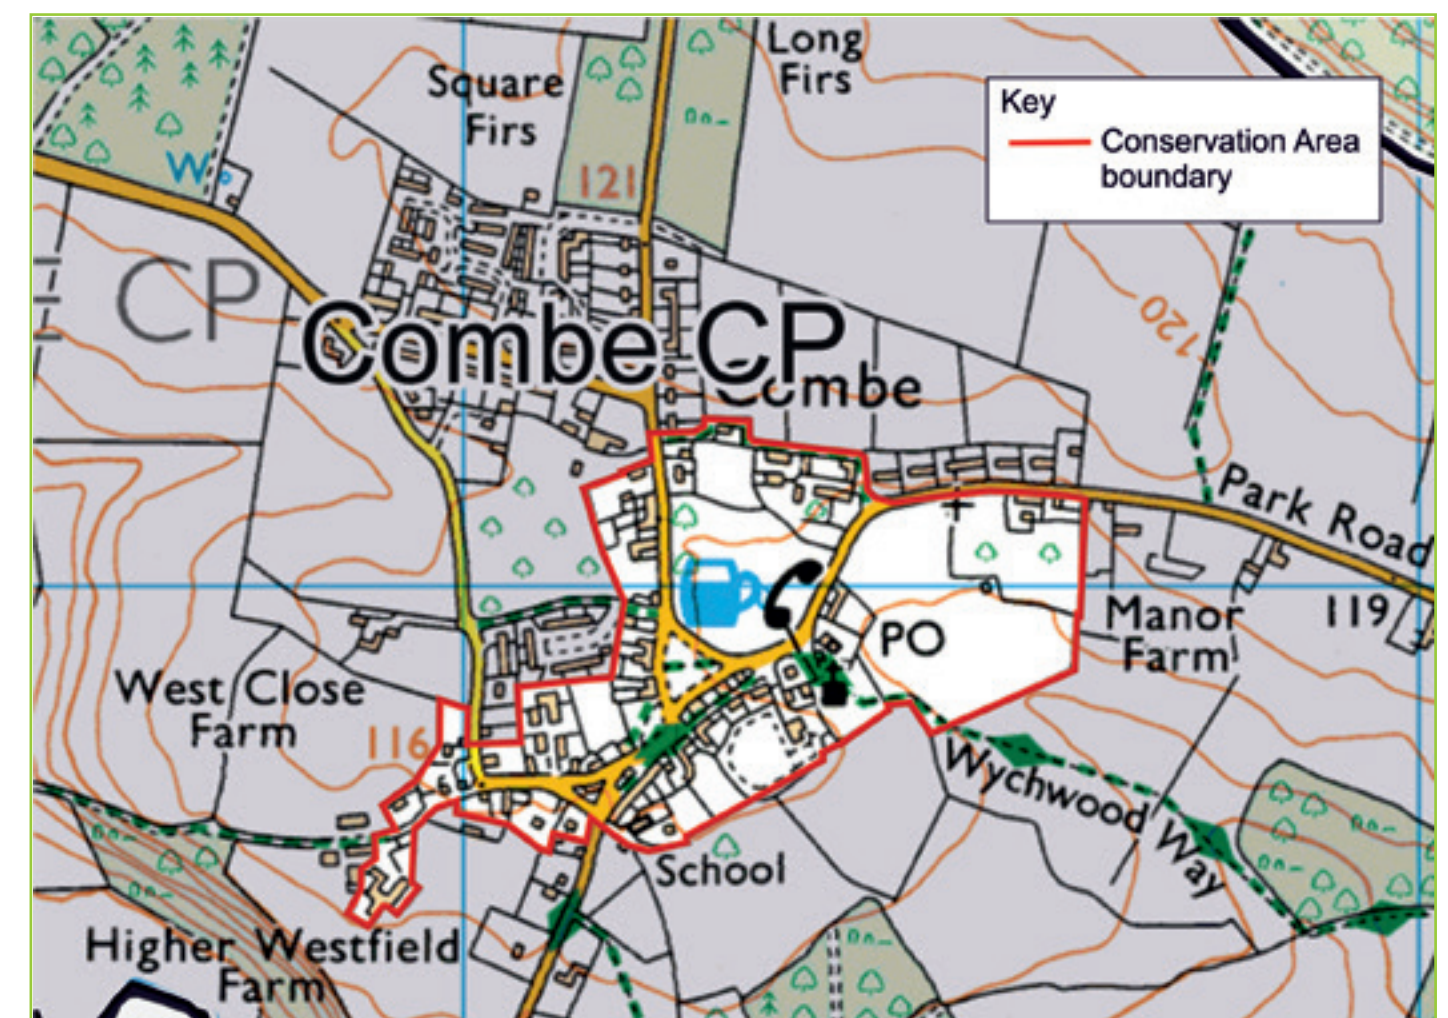 Long
Firs
Square
Firs
Key
Conservation Area
boundary
W
121
E CP
120
Combe CP
Combe
Park Road
119
PO
Manor
Farm
West Close
Farm
116
Wychwood Way
School
Higher Westfield
Farm